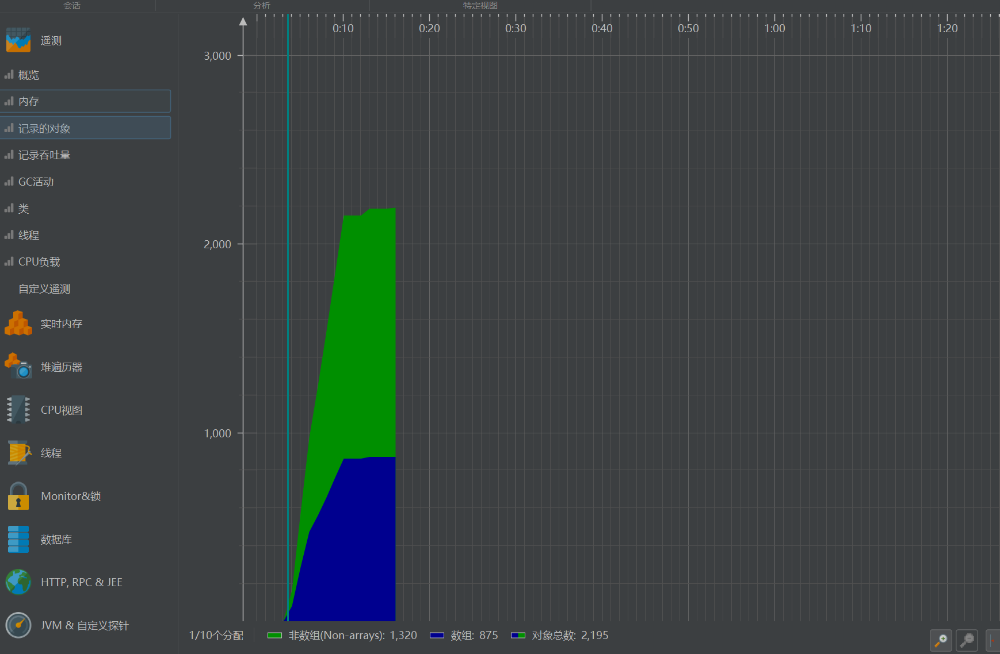 会话
分析
特定视图
遥测
概览
内存
记录的对象
记录吞吐量
GC活动
类
线程
CPU负载
自定义遥测
实时内存
堆遍历器
CPU视图
线程
Monitor&锁
数据库
HTTP, RPC & JEE
JVM & 自定义探针
0:10
0:20
0:30
0:40
0:50
1:00
1:10
1:20
3,000
2,000
1,000
1/10个分配
非数组(Non-arrays): 1,320
数组: 875
对象总数: 2,195